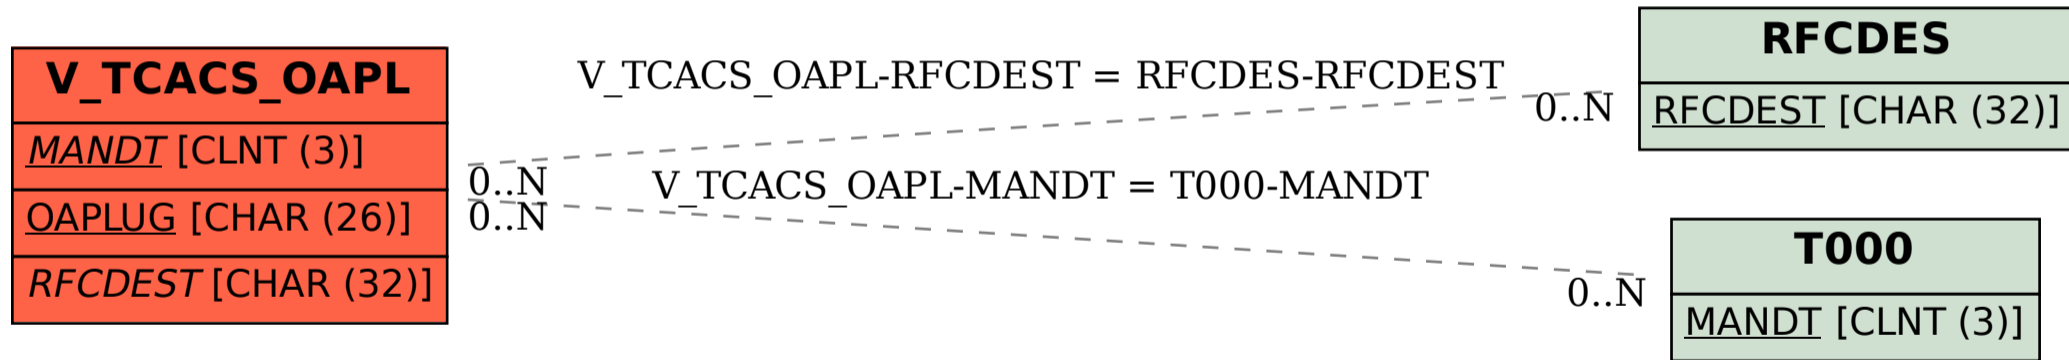 V_TCACS_OAPL
MANDT [CLNT (3)]
OAPLUG [CHAR (26)]
RFCDEST [CHAR (32)]
V_TCACS_OAPL-RFCDEST = RFCDES-RFCDEST
0..N
0..N
V_TCACS_OAPL-MANDT = T000-MANDT
0..N
0..N
RFCDES
RFCDEST [CHAR (32)]
T000
MANDT [CLNT (3)]